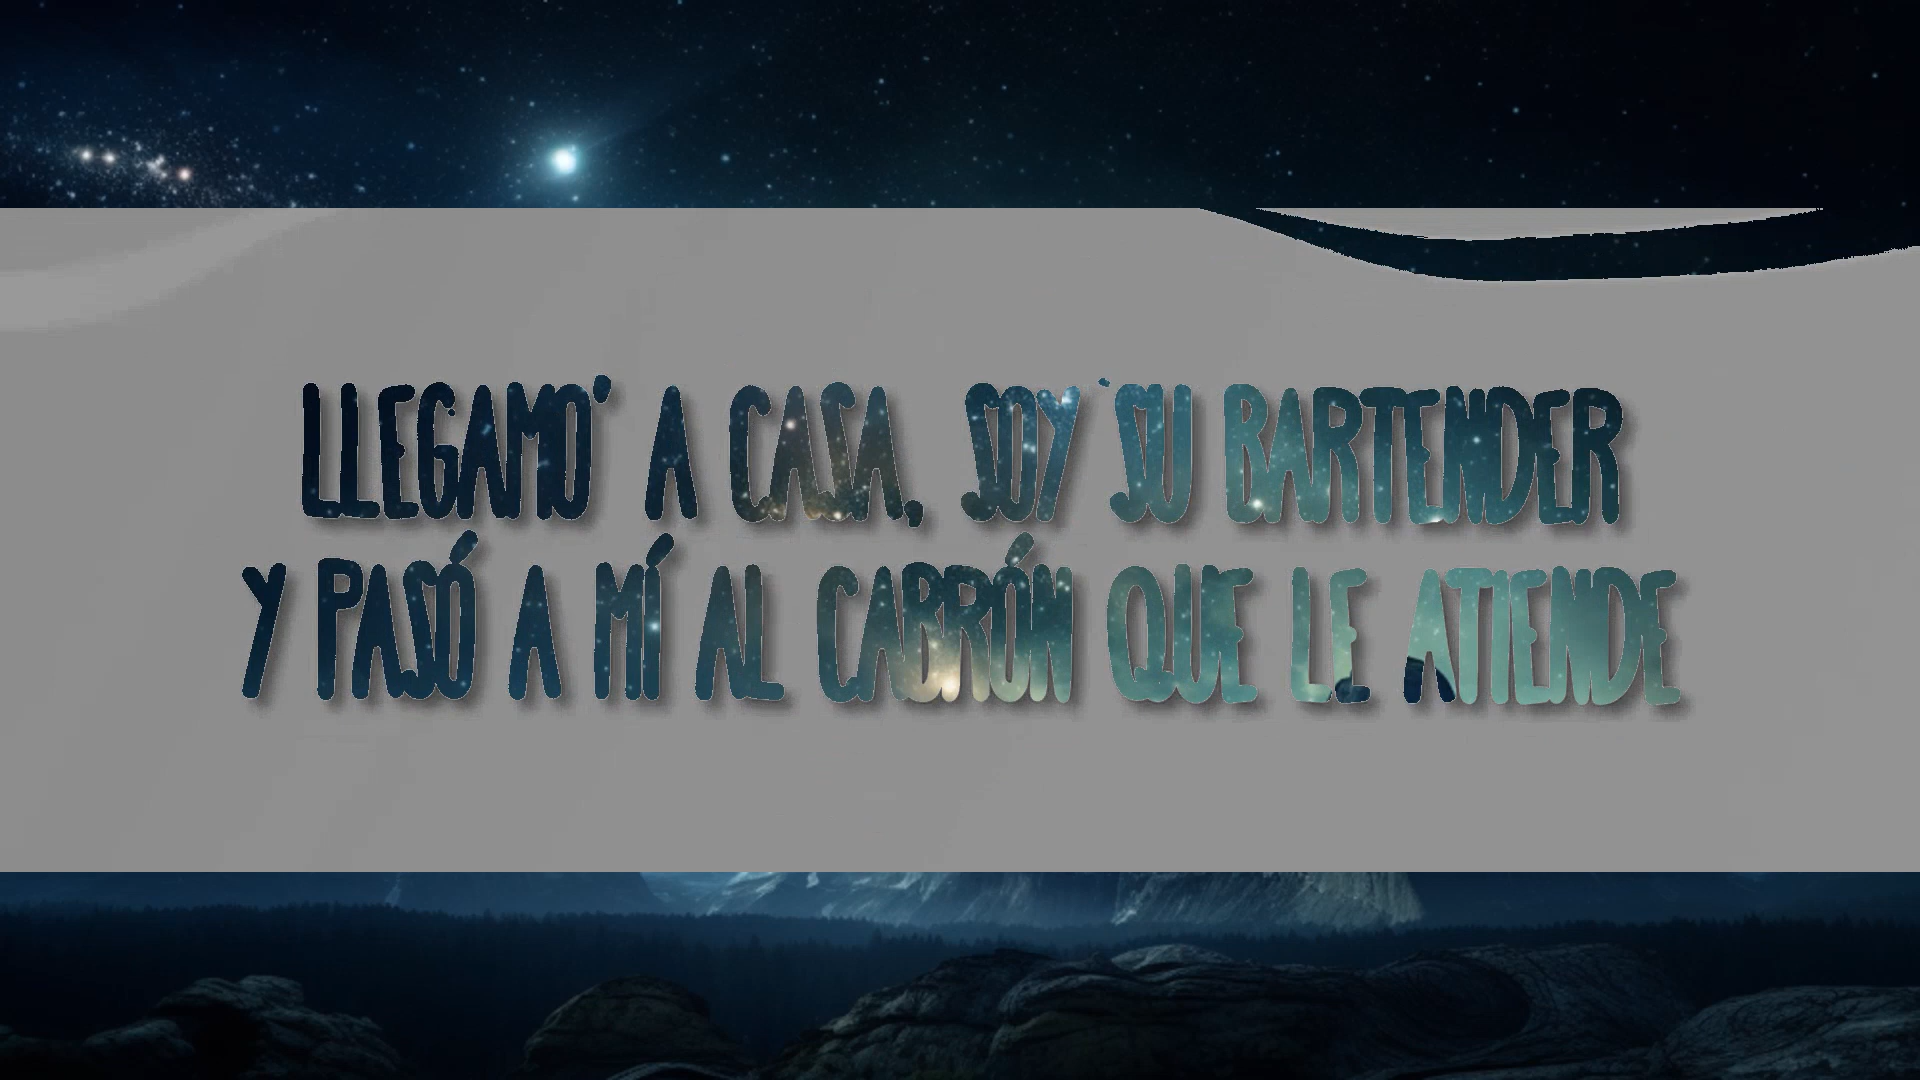 LLEGAMO' A CASA, SOY SU BARTENDER
Y PASÓ A MÍ AL CABRÓN QUE LE ATIENDE